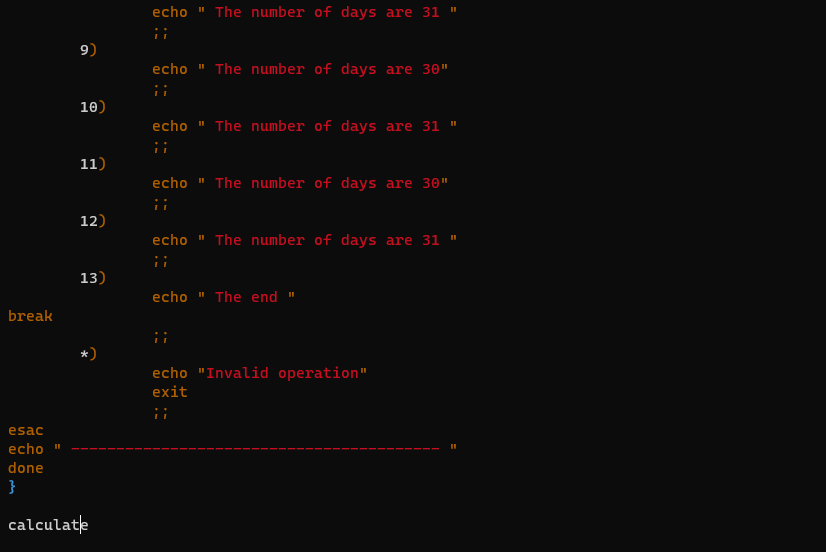 echo " The number of days are 31 "
;;
9)
echo " The number of days are 30"
;;
10)
echo " The number of days are 31 "
;;
11)
echo " The number of days are 30"
;;
12)
echo " The number of days are 31 "
;;
13)
echo " The end "
break
;;
*)
echo "Invalid operation"
exit
;;
esac
echo " ----------------------------------------- "
done
}
calculate